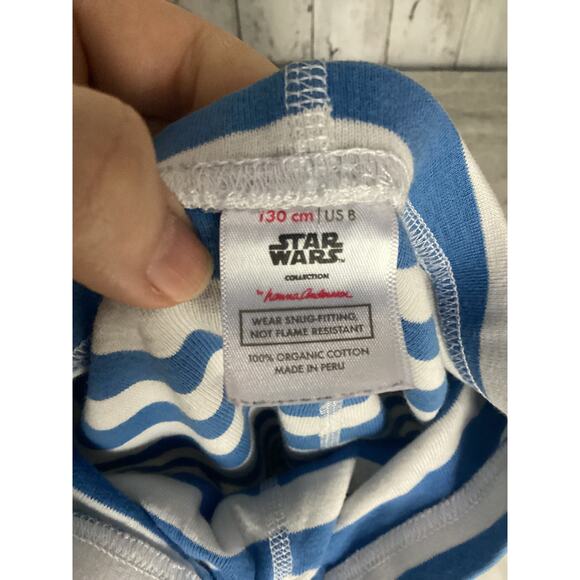 130 cm | US 8
STAR
WARS
COLLECTION
by hanna andersson
WEAR SNUG-FITTING,
NOT FLAME RESISTANT
100% ORGANIC COTTON
MADE IN PERU